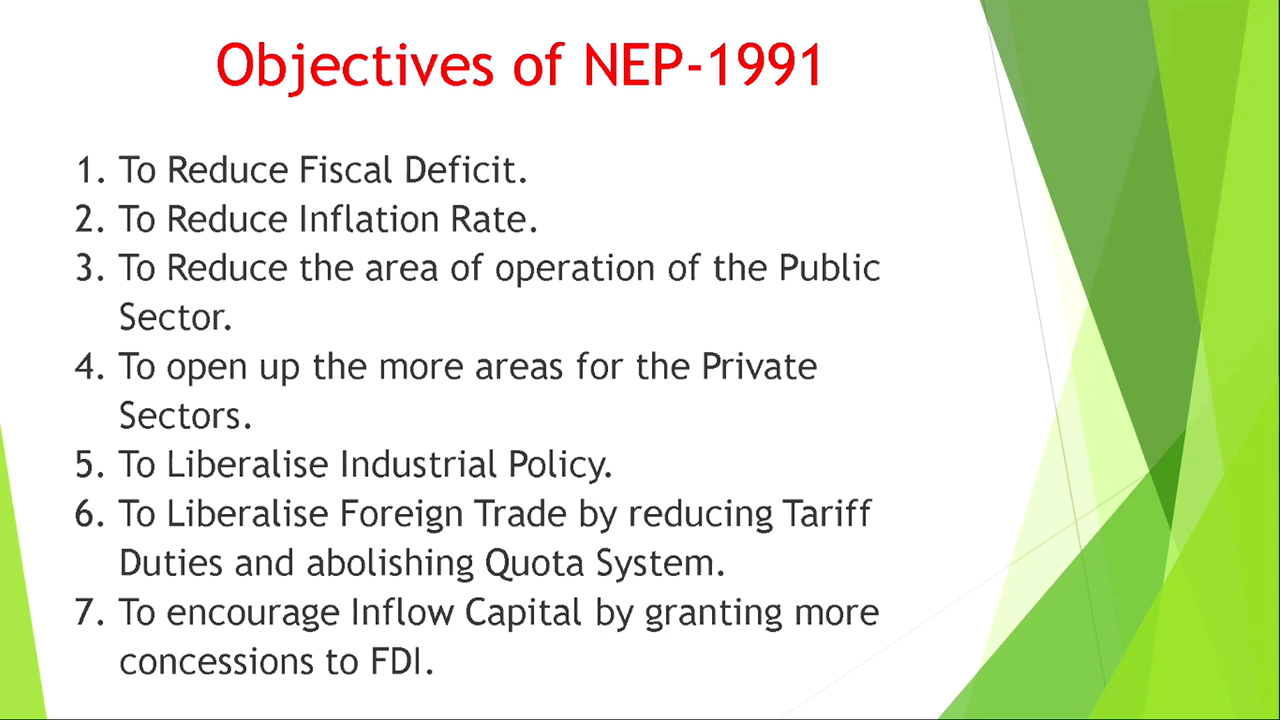 Objectives of NEP-1991
1. To Reduce Fiscal Deficit.
2. To Reduce Inflation Rate.
3. To Reduce the area of operation of the Public
Sector.
4. To open up the more areas for the Private
Sectors.
5. To Liberalise Industrial Policy.
6. To Liberalise Foreign Trade by reducing Tariff
Duties and abolishing Quota System.
7. To encourage Inflow Capital by granting more
concessions to FDI.